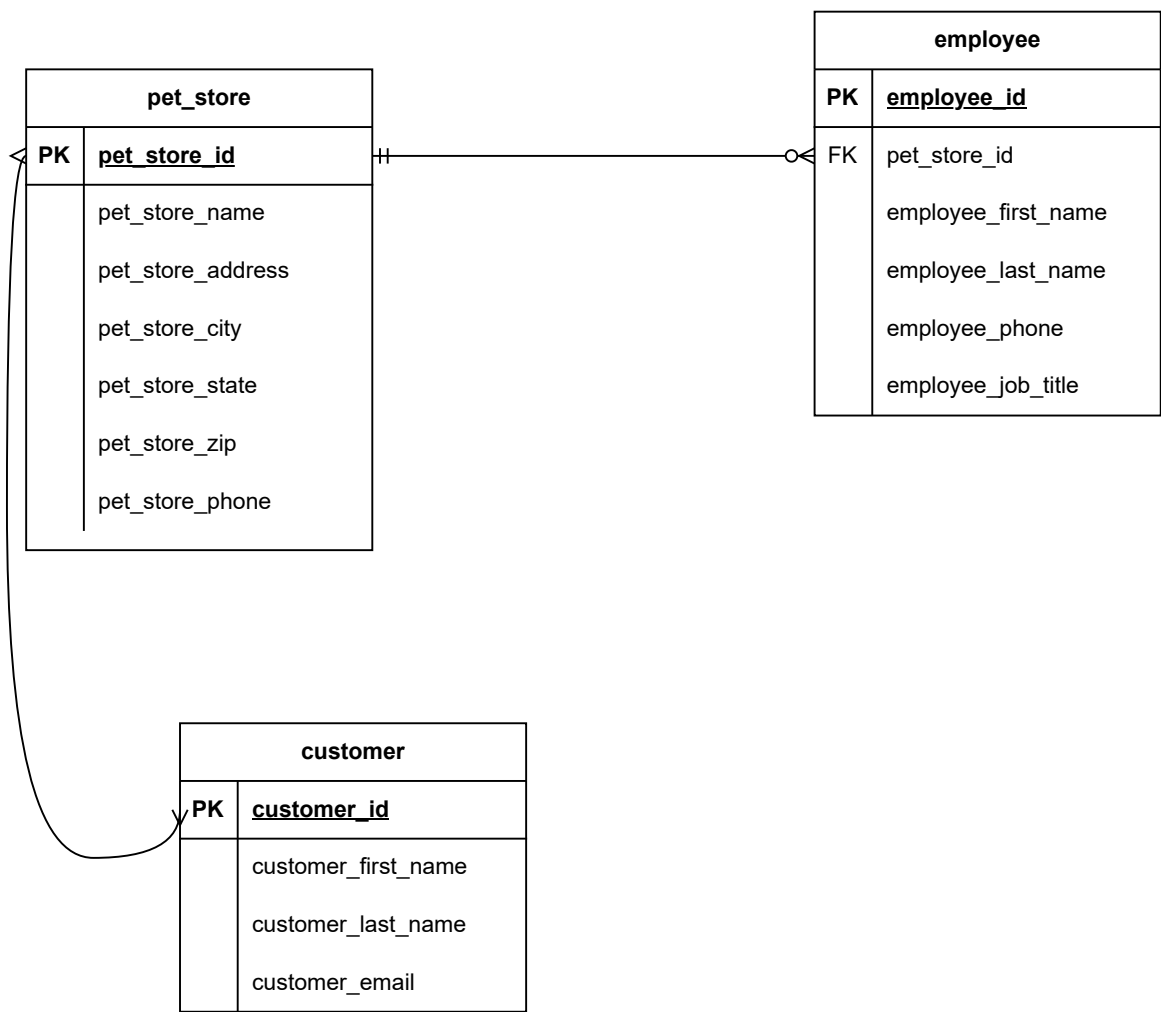 employee
PK employee_id
FK pet_store_id
employee_first_name
employee_last_name
employee_phone
employee_job_title
pet_store
PK pet_store_id
pet_store_name
pet_store_address
pet_store_city
pet_store_state
pet_store_zip
pet_store_phone
customer
PK customer_id
customer_first_name
customer_last_name
customer_email